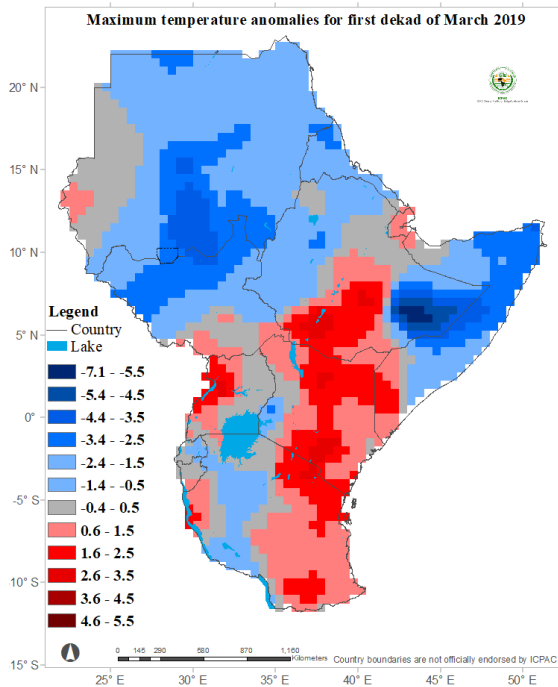 Maximum temperature anomalies for first dekad of March 2019
20° N
15° N
10° N
5° N
0°
5° S
10° S
15° S
Legend
Country
Lake
-7.1 - -5.5
-5.4 - -4.5
-4.4 - -3.5
-3.4 - -2.5
-2.4 - -1.5
-1.4 - -0.5
-0.4 - 0.5
0.6 - 1.5
1.6 - 2.5
2.6 - 3.5
3.6 - 4.5
4.6 - 5.5
0 145 290 580 870 1,160
Kilometers
Country boundaries are not officially endorsed by ICPAC
25° E 30° E 35° E 40° E 45° E 50° E